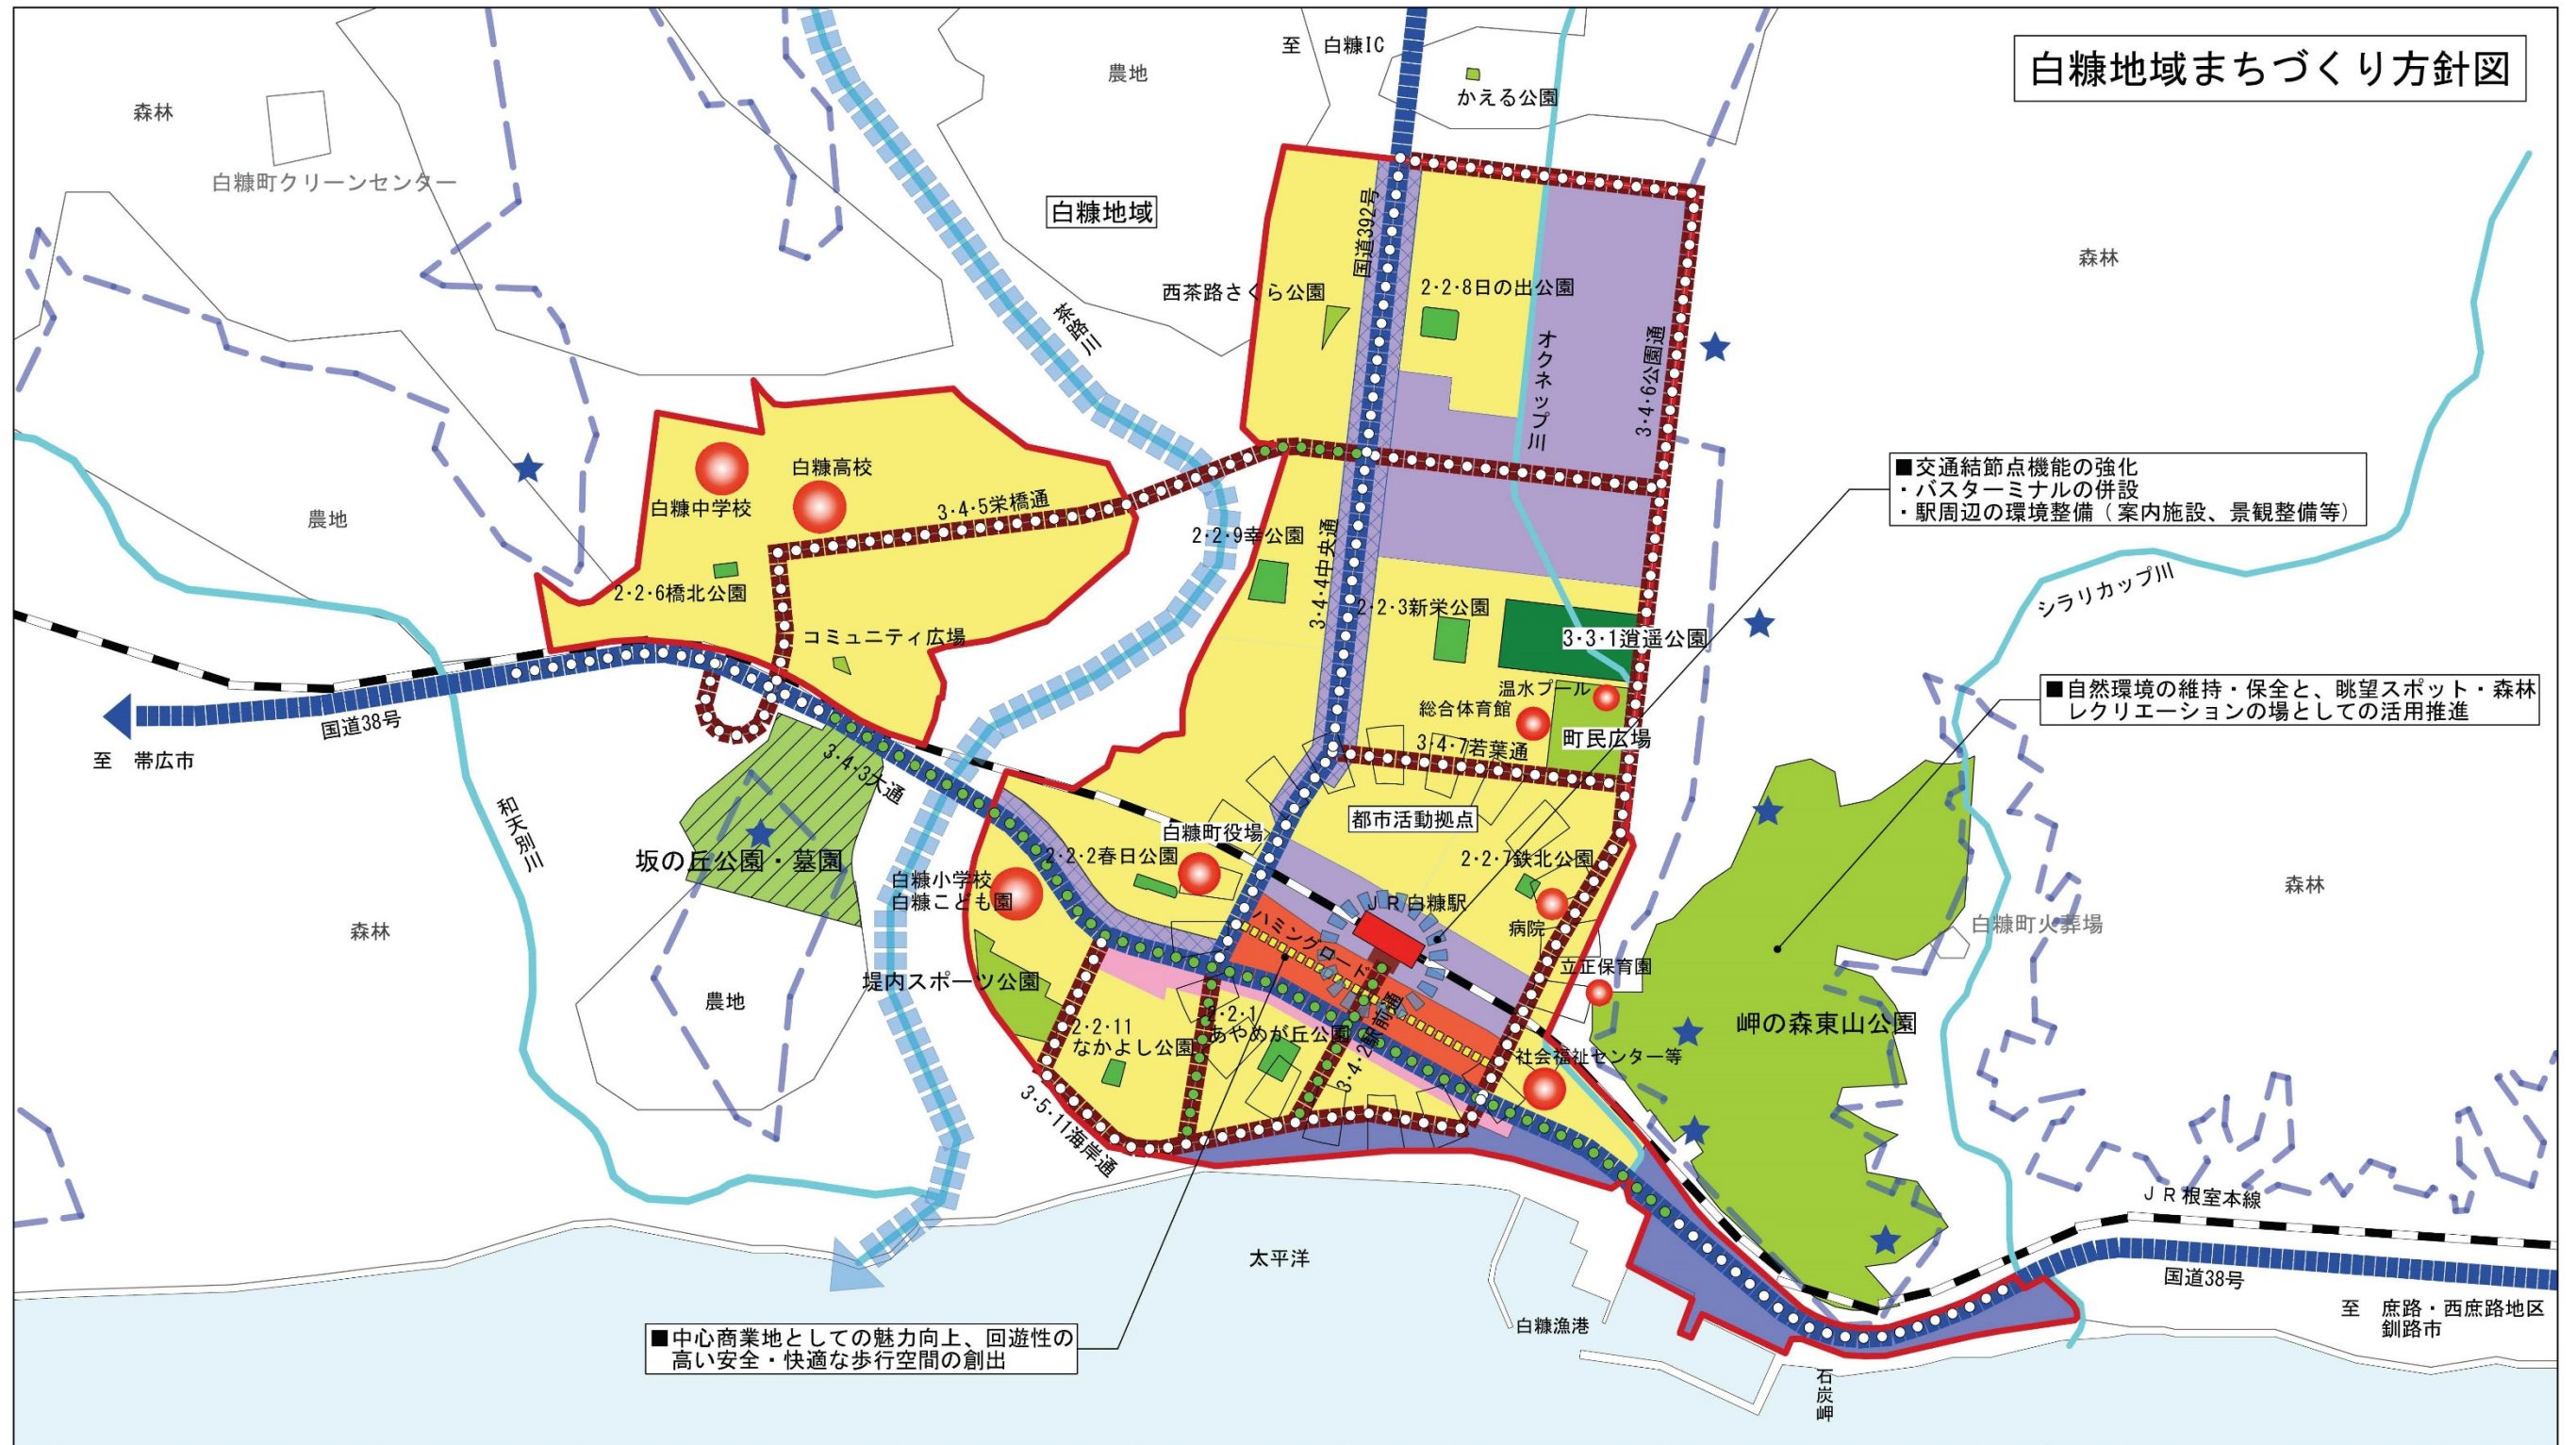 白糠地域まちづくり方針図
至　白糠IC
農地
かえる公園
森林
白糠町クリーンセンター
白糠地域
国道392号
森林
西茶路さくら公園
2・2・8日の出公園
茶路川
オクネップ川
3・4・6公園通
白糠高校
白糠中学校
3・4・5栄橋通
農地
■交通結節点機能の強化
・バスターミナルの併設
・駅周辺の環境整備（案内施設、景観整備等）
2・2・9幸公園
3・4・4中央通
2・2・6橋北公園
2・2・3新栄公園
シラリカップ川
コミュニティ広場
3・3・1逍遥公園
温水プール
総合体育館
■自然環境の維持・保全と、眺望スポット・森林
レクリエーションの場としての活用推進
国道38号
至　帯広市
3・4・7若葉通
町民広場
3・4・3大通
和天別川
都市活動拠点
白糠町役場
2・2・2春日公園
2・2・7鉄北公園
坂の丘公園・墓園
白糠小学校
白糠こども園
森林
ＪＲ白糠駅
ハミングロード
病院
森林
白糠町火葬場
立正保育園
堤内スポーツ公園
農地
2・2・11
なかよし公園
2・2・1
あやめが丘公園
3・4・2駅前通
岬の森東山公園
社会福祉センター等
3・5・11海岸通
ＪＲ根室本線
太平洋
国道38号
至　庶路・西庶路地区
釧路市
白糠漁港
■中心商業地としての魅力向上、回遊性の
高い安全・快適な歩行空間の創出
石炭岬